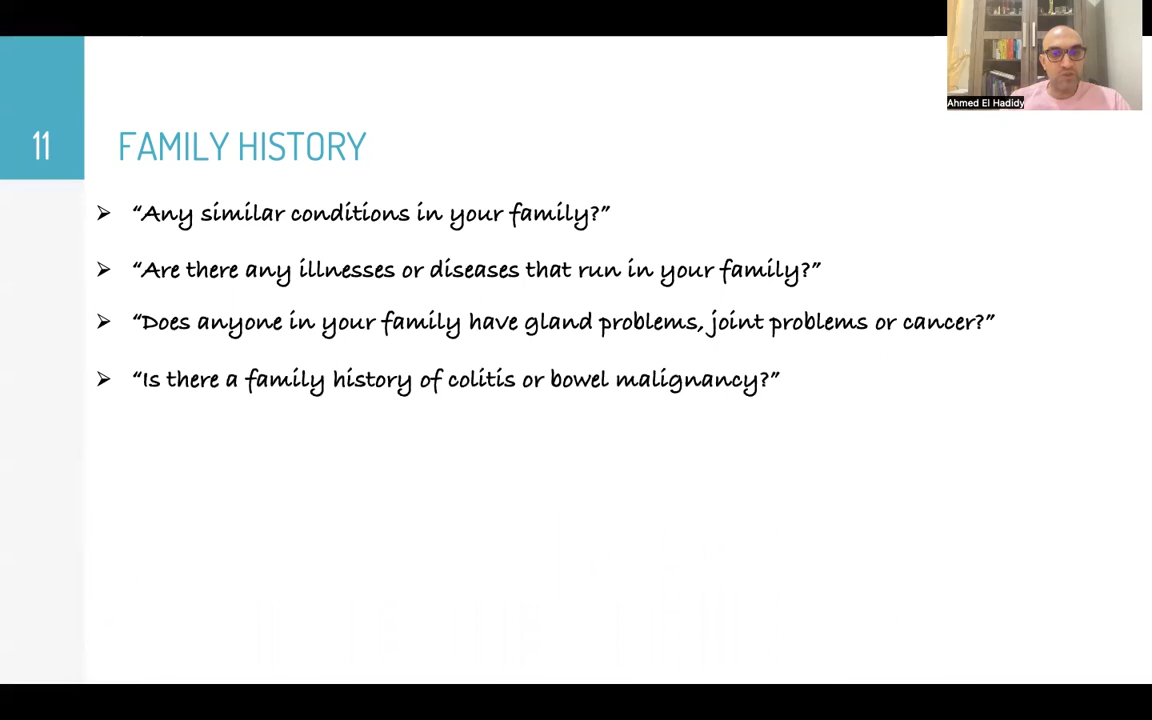 Ahmed El Hadidy
11
FAMILY HISTORY
➢ “Any similar conditions in your family?”
➢ “Are there any illnesses or diseases that run in your family?”
➢ “Does anyone in your family have gland problems, joint problems or cancer?”
➢ “Is there a family history of colitis or bowel malignancy?”